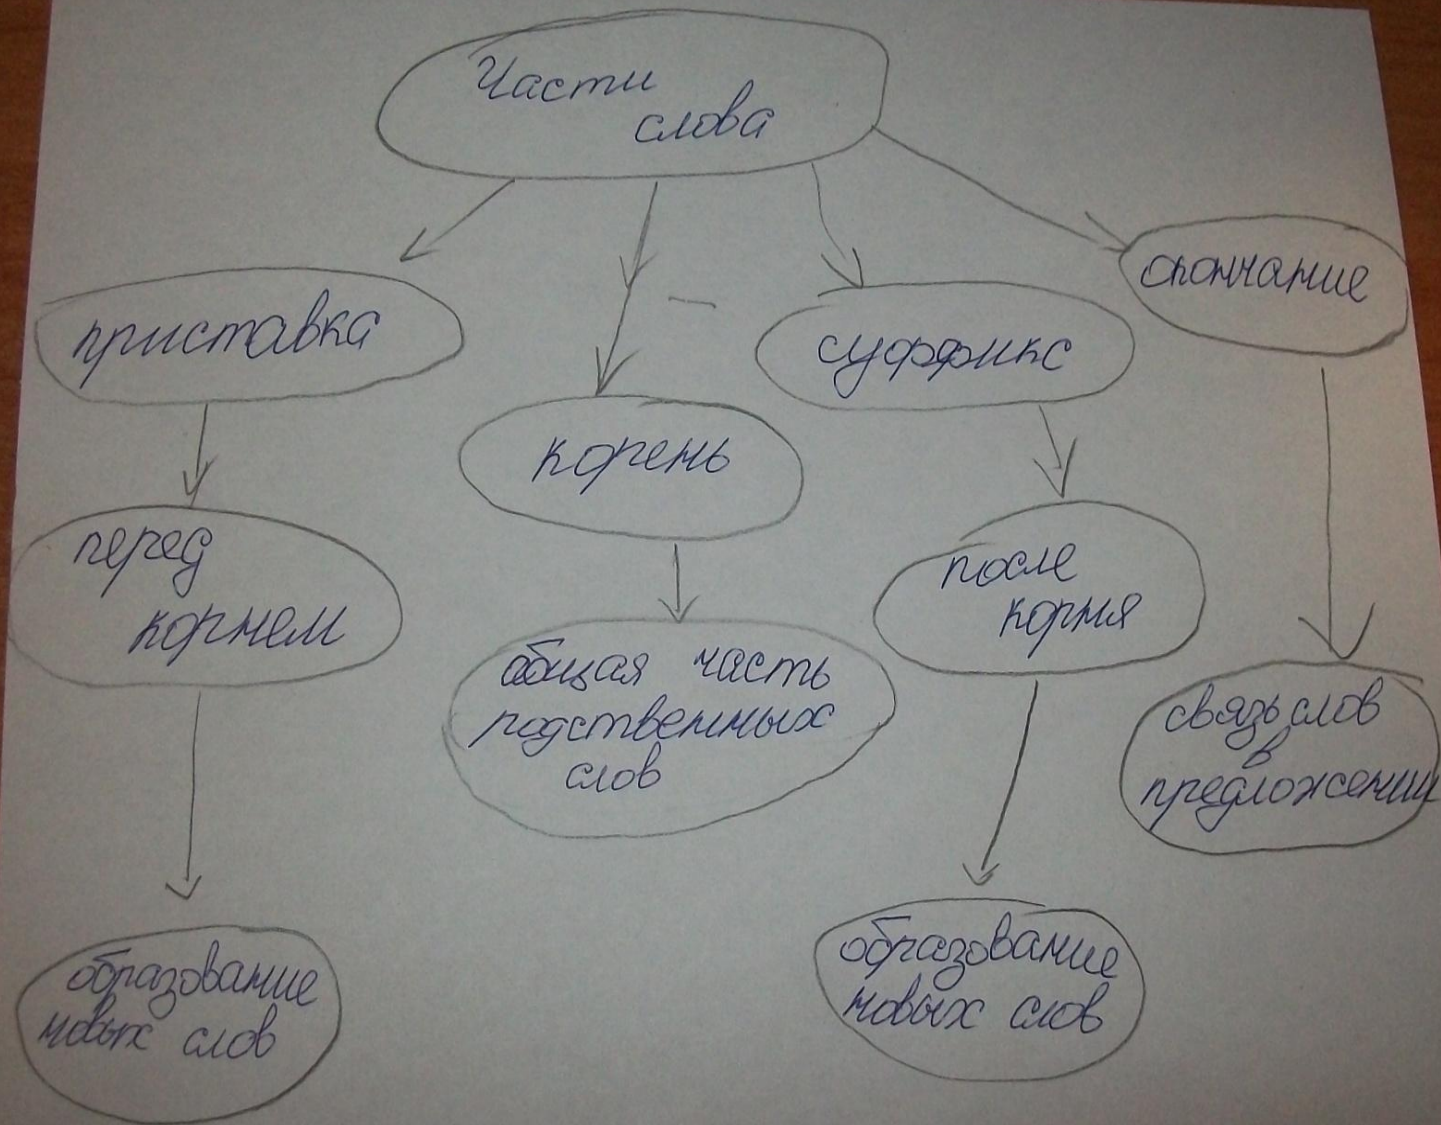 Части
слова
приставка
корень
суффикс
окончание
перед
корнем
общая часть
родственных
слов
после
корня
связь слов
в
предложении
образование
новых слов
образование
новых слов